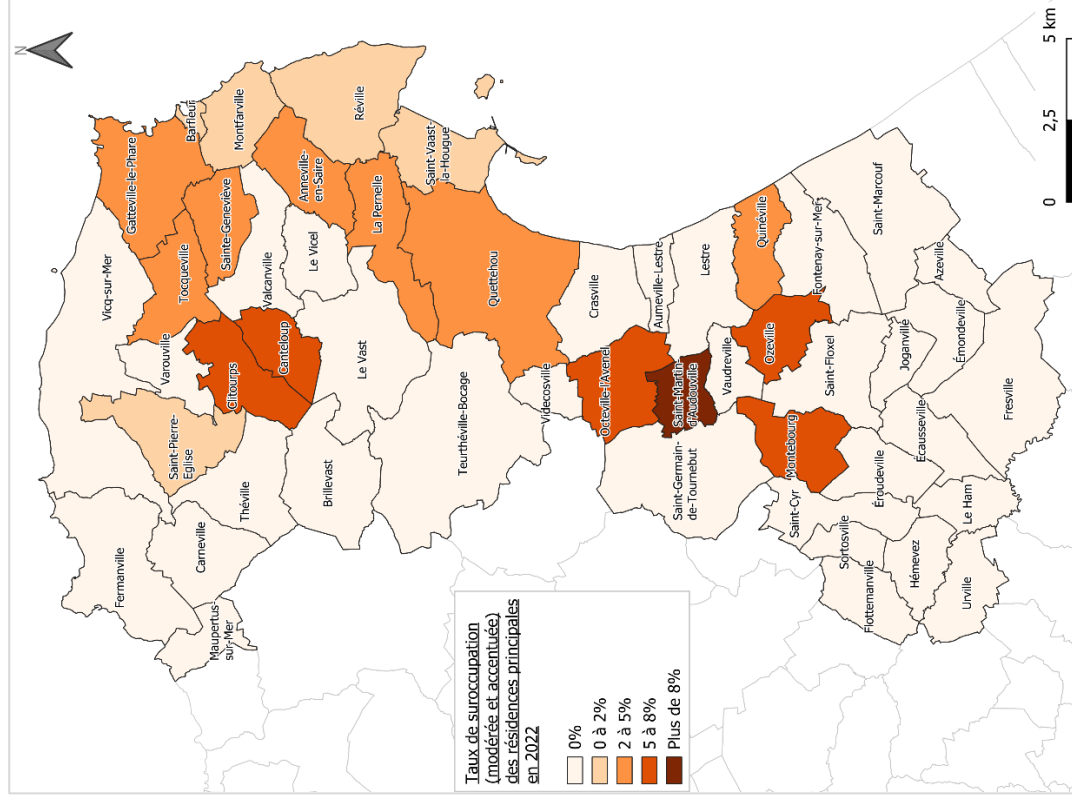 N
Fermanville
Vicq-sur-Mer
Gatteville-le-Phare
Barfleur
Maupertus-
sur-Mer
Carneville
Théville
Saint-Pierre-
Eglise
Varouville
Tocqueville
Sainte-Geneviève
Montfarville
Clitourps
Canteloup
Valcanville
Le Vicel
Anneville-
en-Saire
Réville
Brillevast
Le Vast
La Pernelle
Saint-Vaast-
la-Hougue
Teurthéville-Bocage
Quettehou
Videcosville
Octeville-l'Avenel
Crasville
Aumeville-Lestre
Saint-Germain-
de-Tournebut
Saint-Martin-
d'Audouville
Vaudreville
Lestre
Quinéville
Ozeville
Fontenay-sur-Mer
Montebourg
Saint-Cyr
Saint-Floxel
Saint-Marcouf
Sortosville
Éroudeville
Écausseville
Joganville
Émondeville
Azeville
Flottemanville
Hémevez
Le Ham
Urville
Fresville
Taux de suroccupation
(modérée et accentuée)
des résidences principales
en 2022
0%
0 à 2%
2 à 5%
5 à 8%
Plus de 8%
0 2,5 5 km